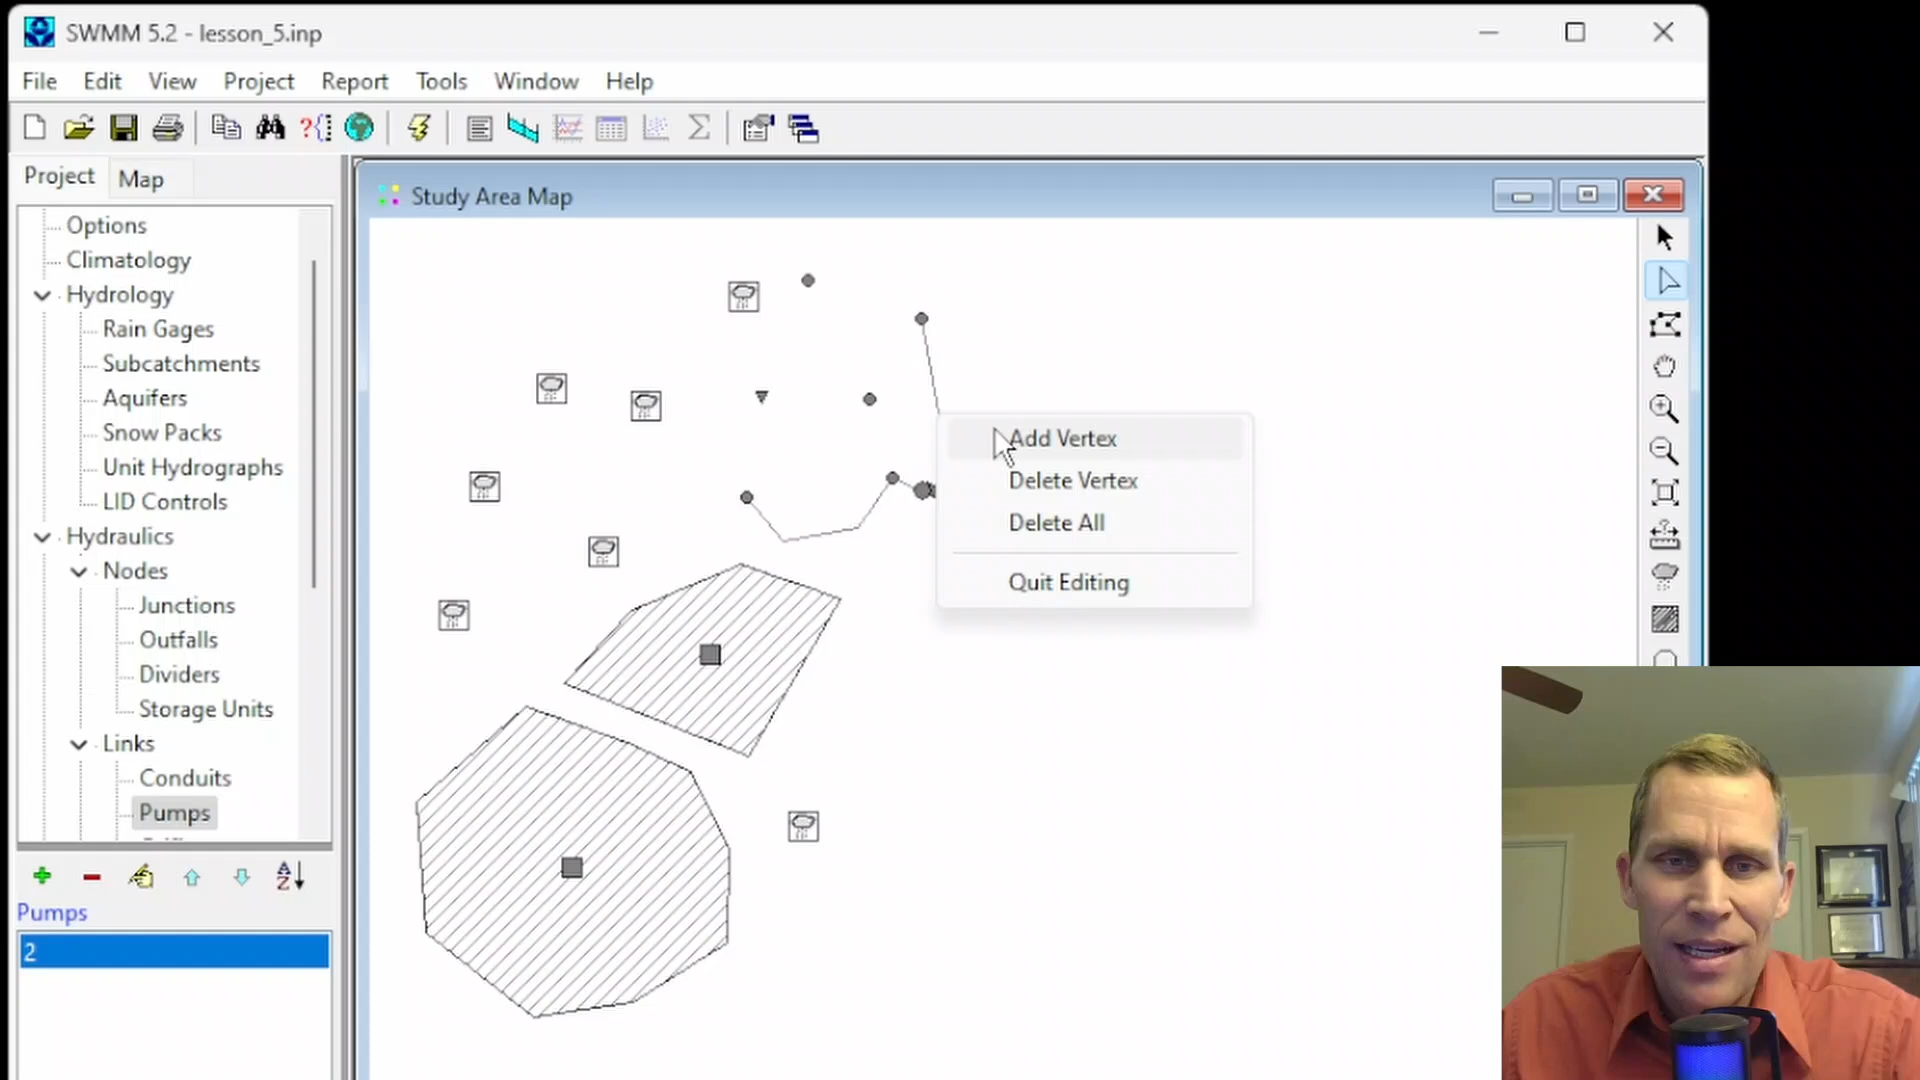 SWMM 5.2 - lesson_5.inp
File Edit View Project Report Tools Window Help
Project Map
Study Area Map
Options
Climatology
Hydrology
Rain Gages
Subcatchments
Aquifers
Snow Packs
Unit Hydrographs
LID Controls
Hydraulics
Nodes
Junctions
Outfalls
Dividers
Storage Units
Links
Conduits
Pumps
Add Vertex
Delete Vertex
Delete All
Quit Editing
Pumps
2